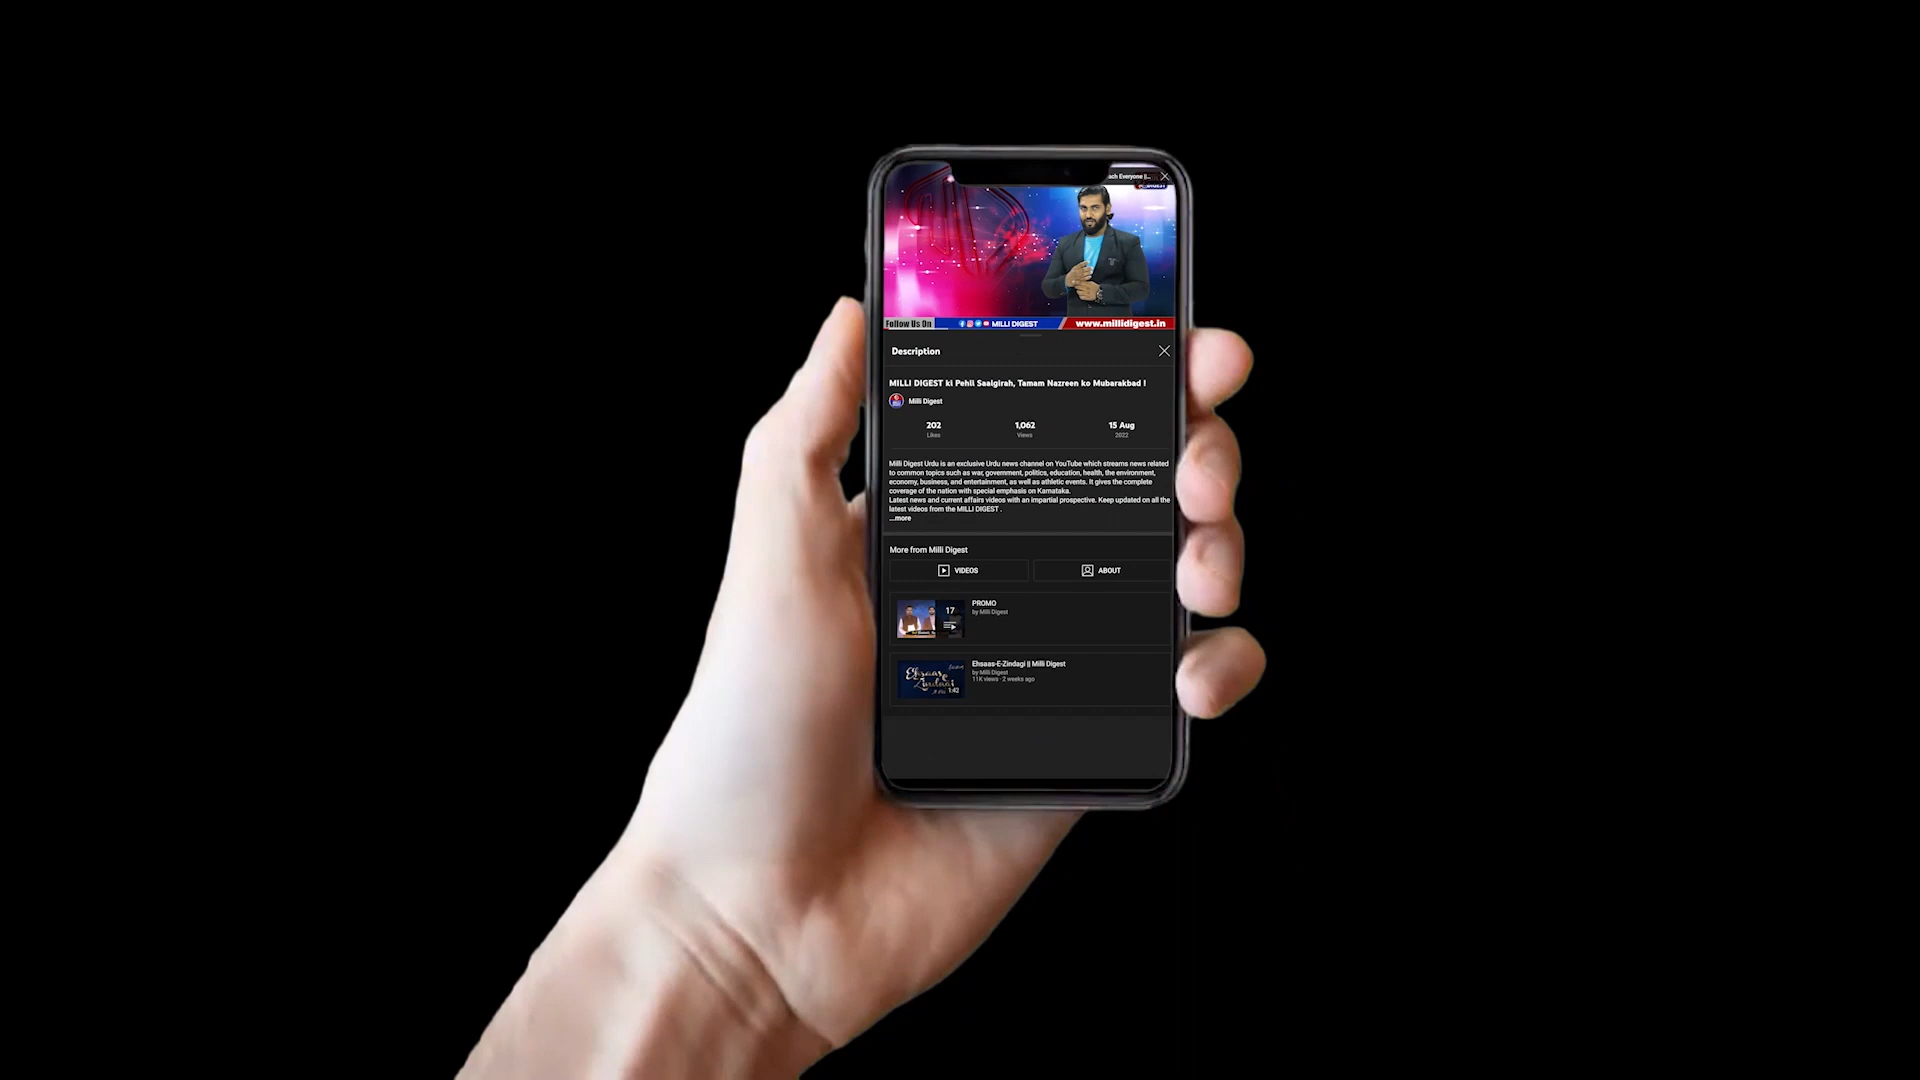 ach Everyone ||...
DIGEST
Follow Us On
MILLI DIGEST
www.millidigest.in
Description
MILLI DIGEST ki Pehli Saalgirah, Tamam Nazreen ko Mubarakbad !
Milli Digest
202
Likes
1,062
Views
15 Aug
2022
Milli Digest Urdu is an exclusive Urdu news channel on YouTube which streams news related
to common topics such as war, government, politics, education, health, the environment,
economy, business, and entertainment, as well as athletic events. It gives the complete
coverage of the nation with special emphasis on Karnataka.
Latest news and current affairs videos with an impartial prospective. Keep updated on all the
latest videos from the MILLI DIGEST .
...more
More from Milli Digest
VIDEOS
ABOUT
17
PROMO
by Milli Digest
Ehsaas-E-Zindagi || Milli Digest
by Milli Digest
11K views · 2 weeks ago
Ehsaas
e
Zindagi
1:42